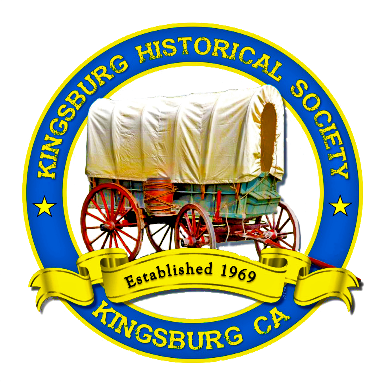 KINGSBURG HISTORICAL SOCIETY
Established 1969
KINGSBURG CA